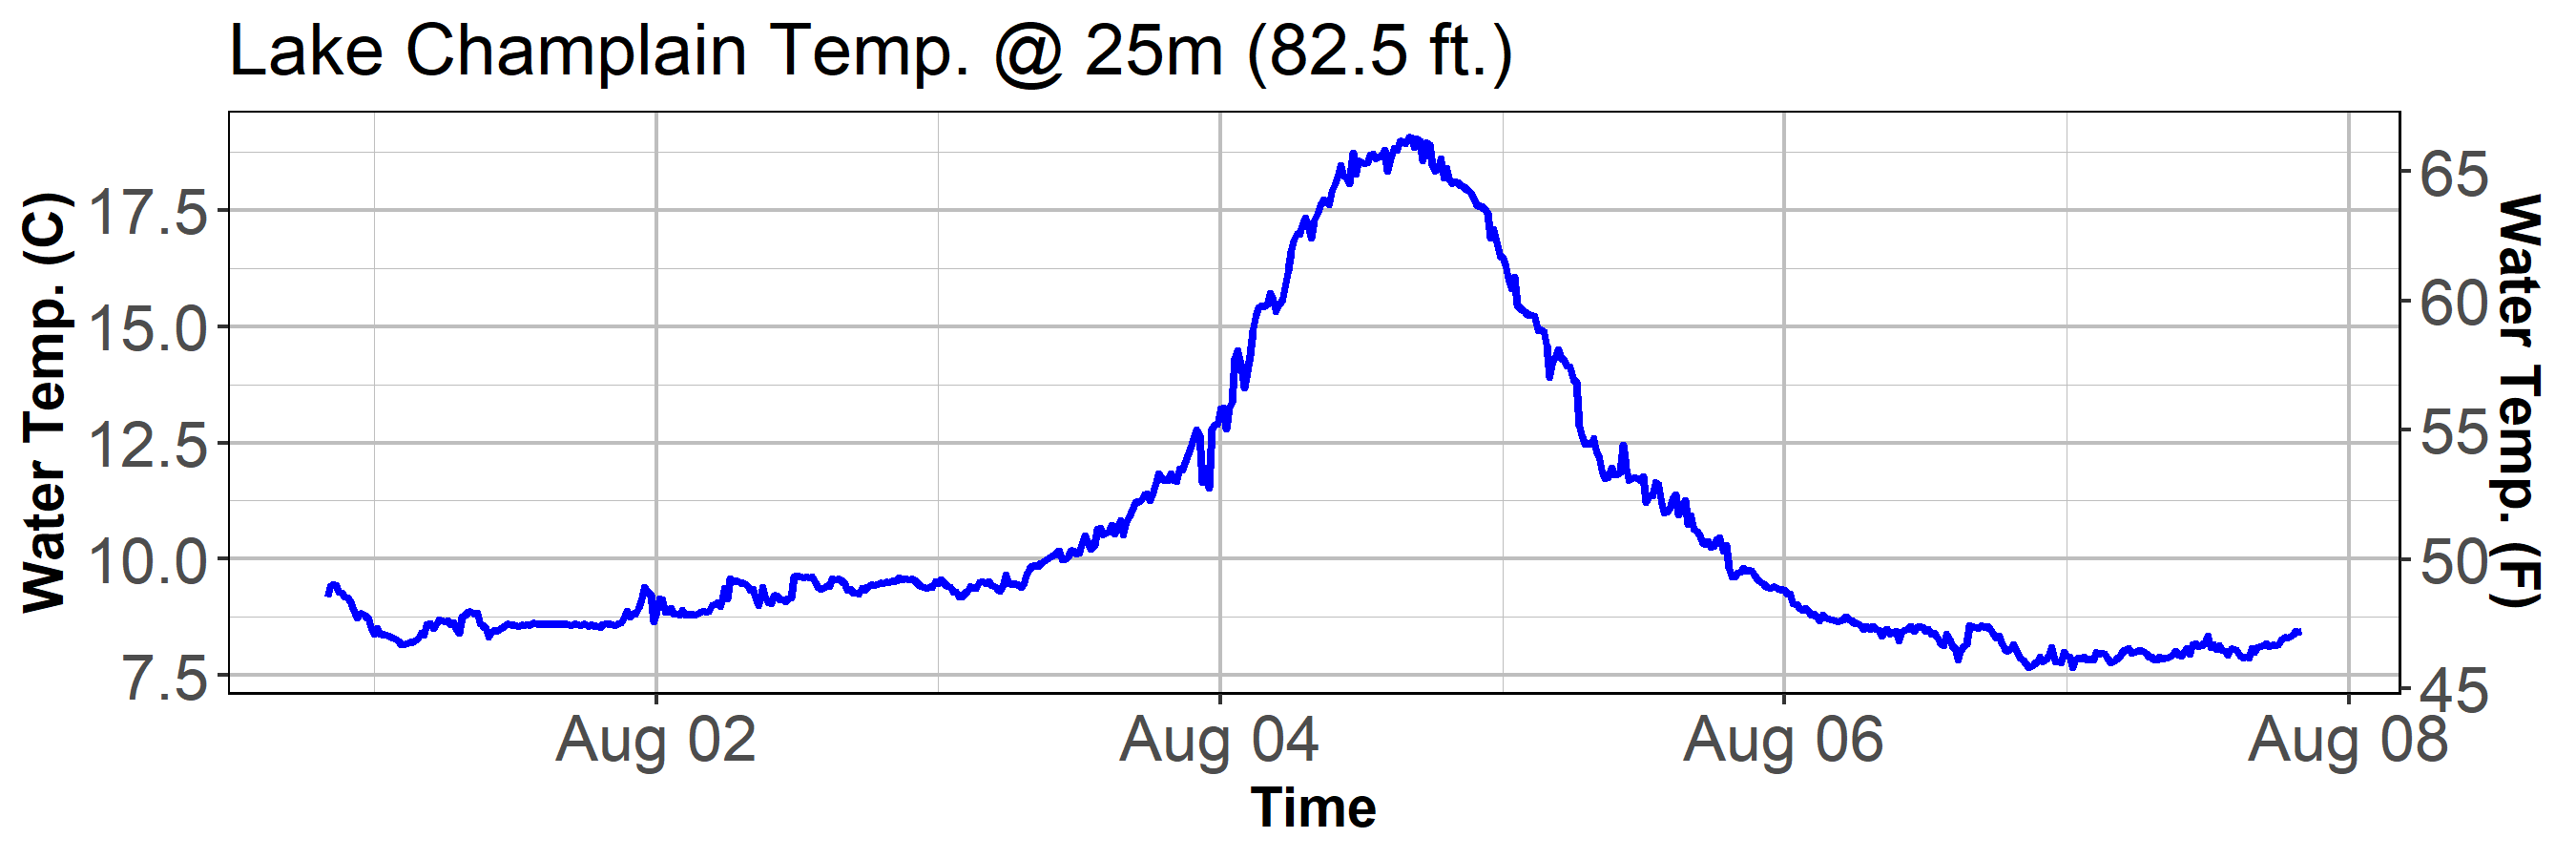 Lake Champlain Temp. @ 25m (82.5 ft.)
Water Temp. (C)
17.5
15.0
12.5
10.0
7.5
65
60
55
50
45
Water Temp. (F)
Aug 02 Aug 04 Aug 06 Aug 08
Time